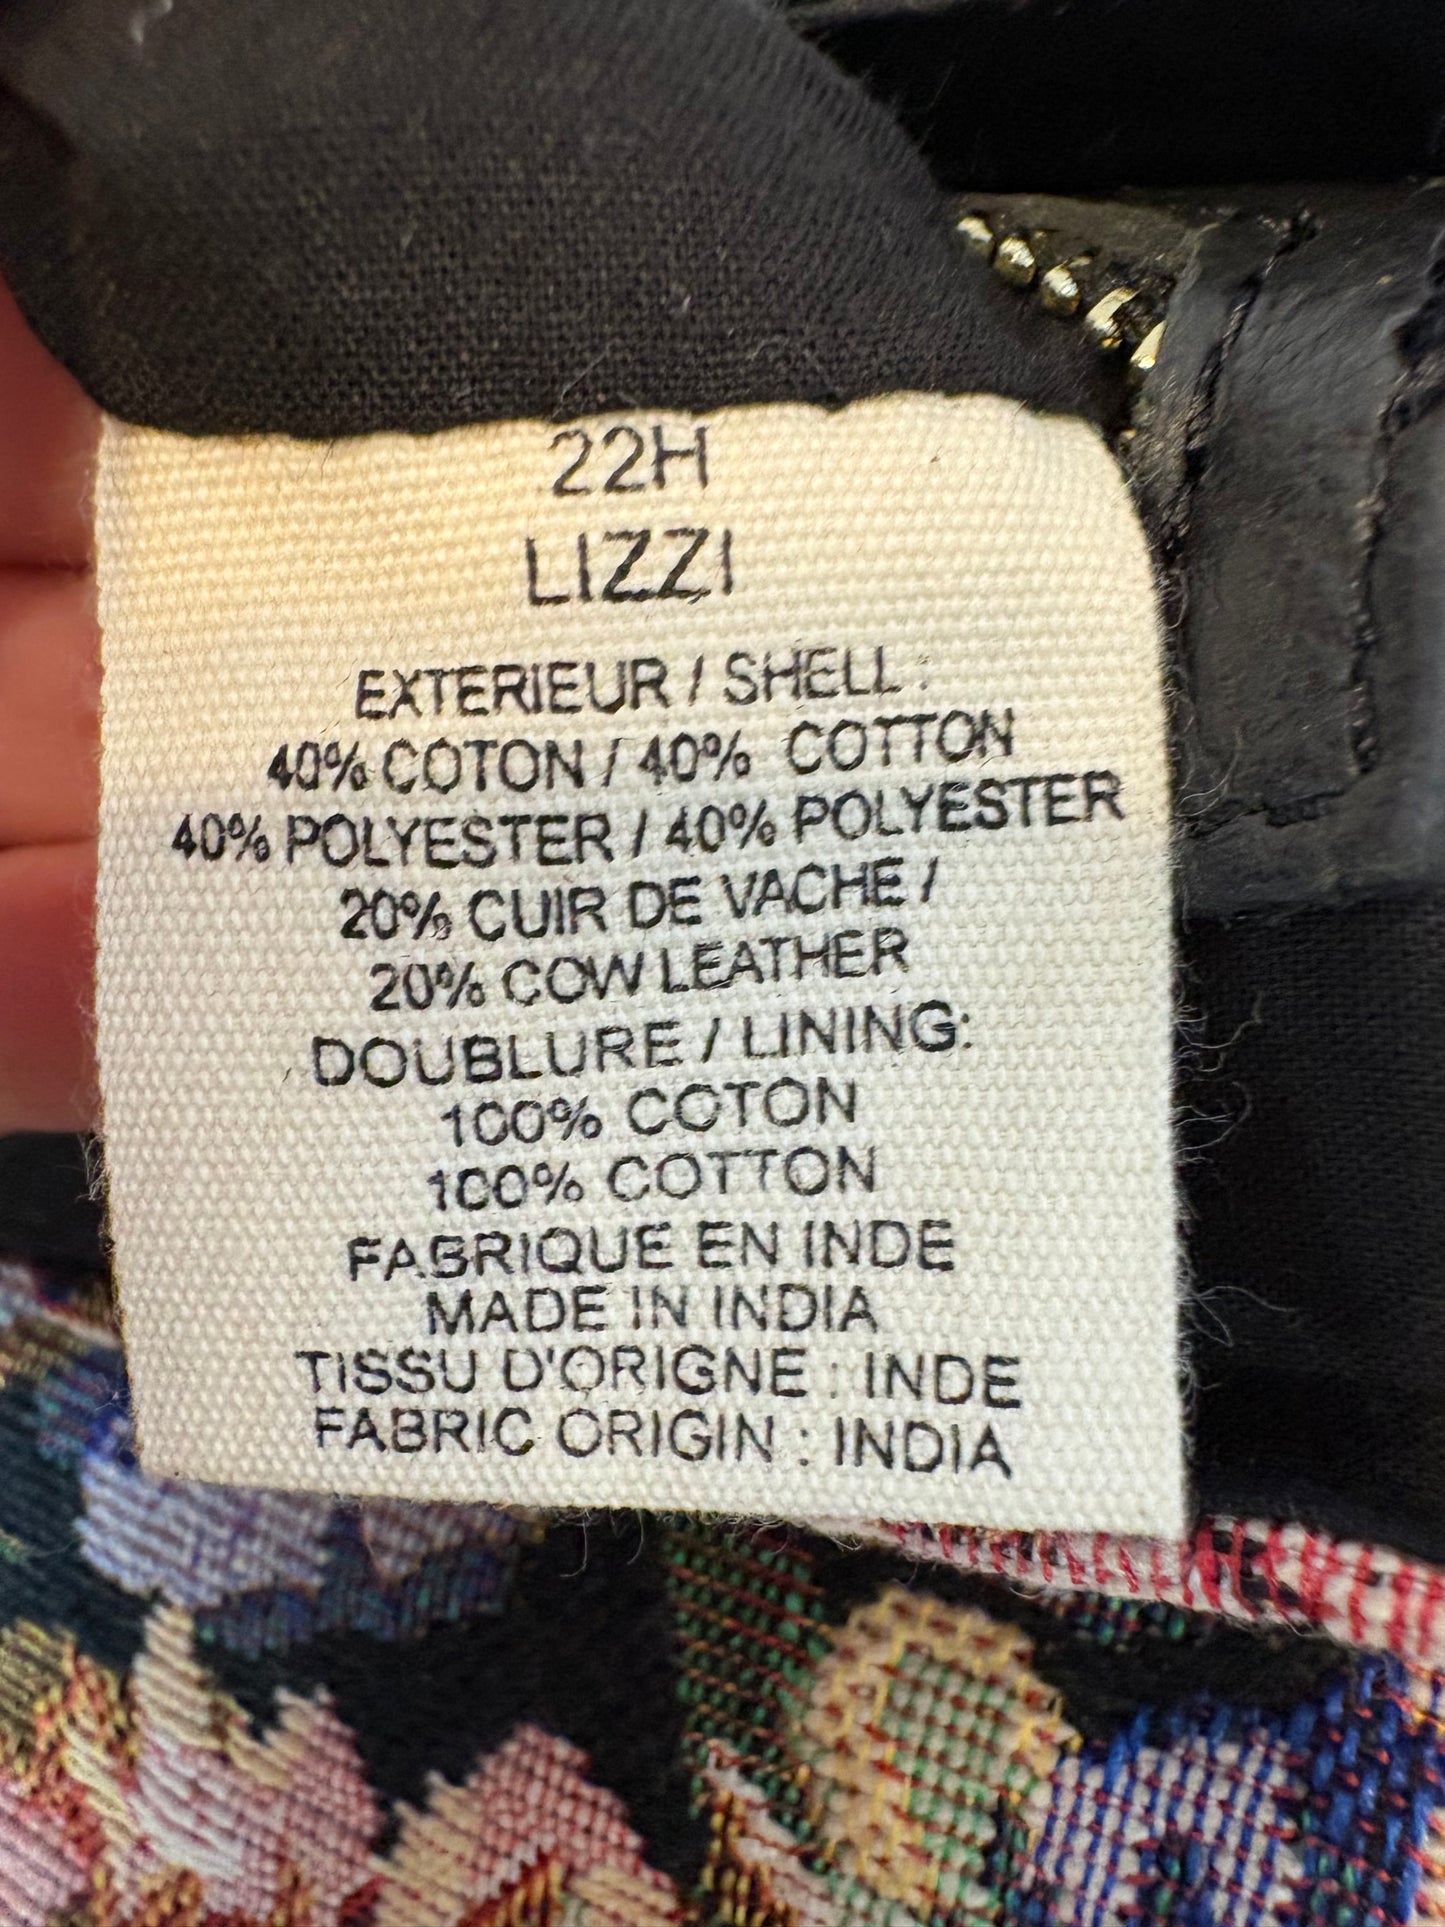 22H
LIZZI
EXTERIEUR / SHELL :
40% COTON / 40% COTTON
40% POLYESTER / 40% POLYESTER
20% CUIR DE VACHE /
20% COW LEATHER
DOUBLURE / LINING:
100% COTON
100% COTTON
FABRIQUE EN INDE
MADE IN INDIA
TISSU D'ORIGNE : INDE
FABRIC ORIGIN : INDIA